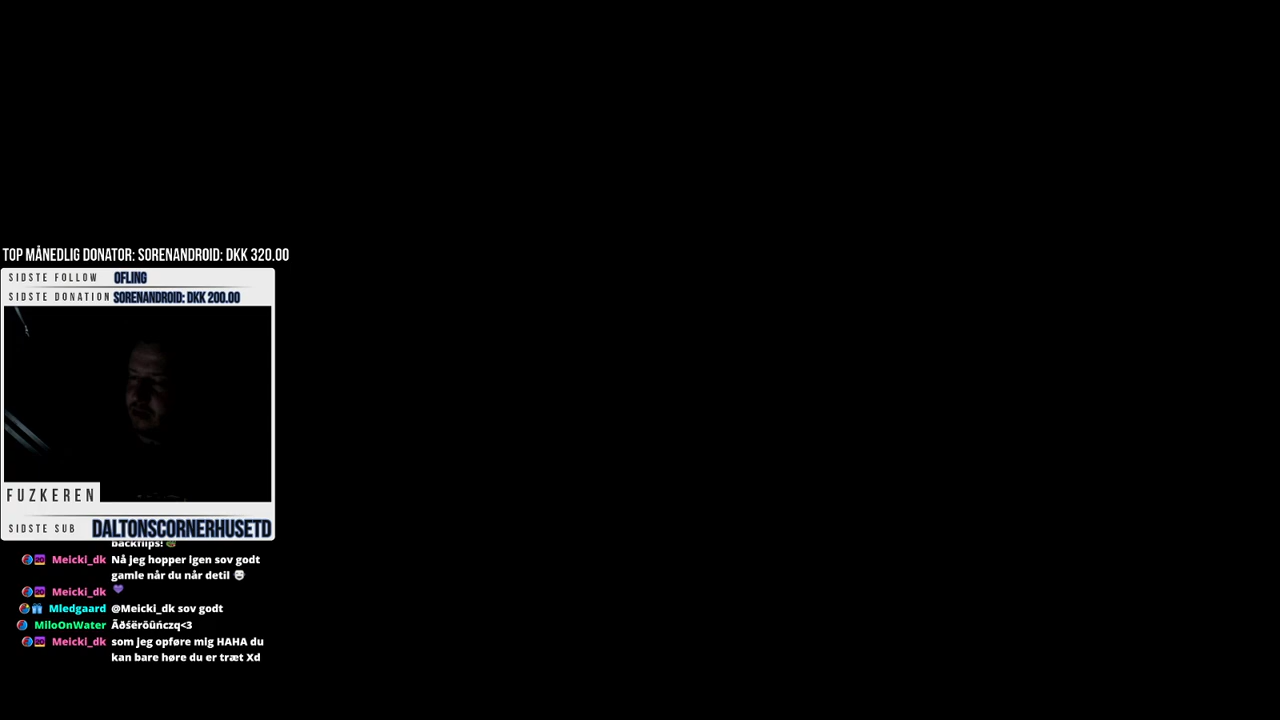 TOP MÅNEDLIG DONATOR: SORENANDROID: DKK 320.00
SIDSTE FOLLOW OFLING
SIDSTE DONATION SORENANDROID: DKK 200.00
FUZKEREN
SIDSTE SUB DALTONSCORNERHUSETD
backflips!
Meicki_dk Nå jeg hopper Igen sov godt
gamle når du når detil
Meicki_dk
Mledgaard @Meicki_dk sov godt
MiloOnWater Ãðśërōûńczq<3
Meicki_dk som jeg opføre mig HAHA du
kan bare høre du er træt Xd